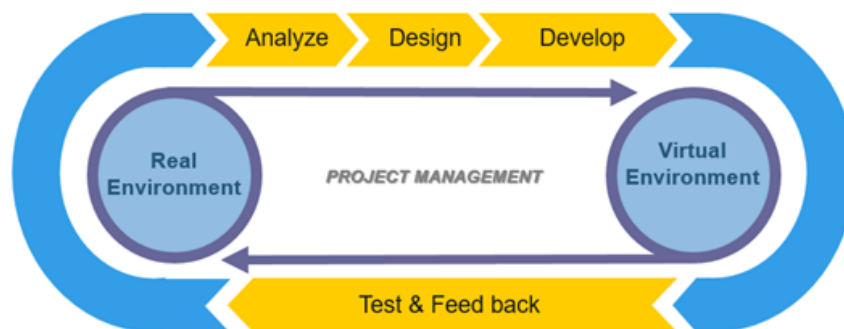 Analyze
Design
Develop
Real
Environment
PROJECT MANAGEMENT
Virtual
Environment
Test & Feed back